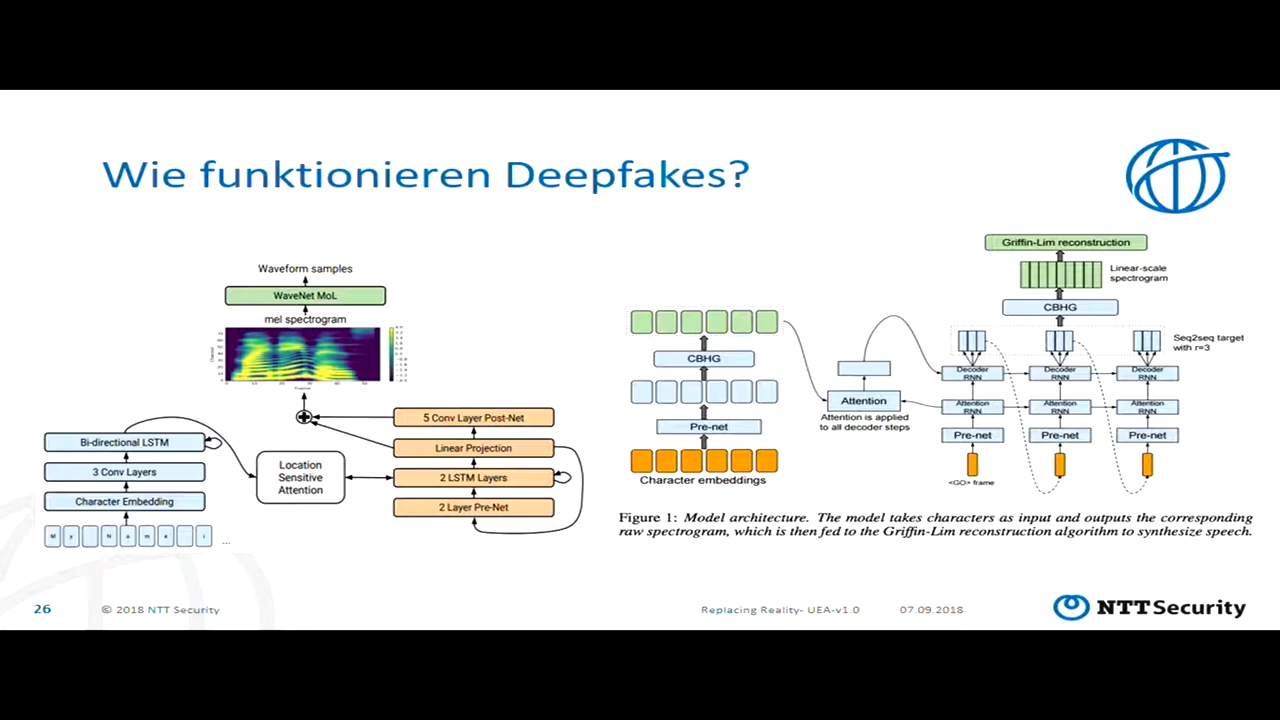 Wie funktionieren Deepfakes?
Waveform samples
WaveNet MoL
mel spectrogram
5 Conv Layer Post-Net
Bi-directional LSTM
Linear Projection
3 Conv Layers
Location
Sensitive
Attention
2 LSTM Layers
Character Embedding
2 Layer Pre-Net
M y N a m e i ...
Griffin-Lim reconstruction
Linear-scale
spectrogram
CBHG
Seq2seq target
with r=3
CBHG
Decoder
RNN
Decoder
RNN
Decoder
RNN
Attention
Attention is applied
to all decoder steps
Attention
RNN
Attention
RNN
Attention
RNN
Pre-net
Pre-net
Pre-net
Pre-net
Character embeddings
<GO> frame
Figure 1: Model architecture. The model takes characters as input and outputs the corresponding
raw spectrogram, which is then fed to the Griffin-Lim reconstruction algorithm to synthesize speech.
26
© 2018 NTT Security
Replacing Reality- UEA-v1.0
07.09.2018
NTT Security